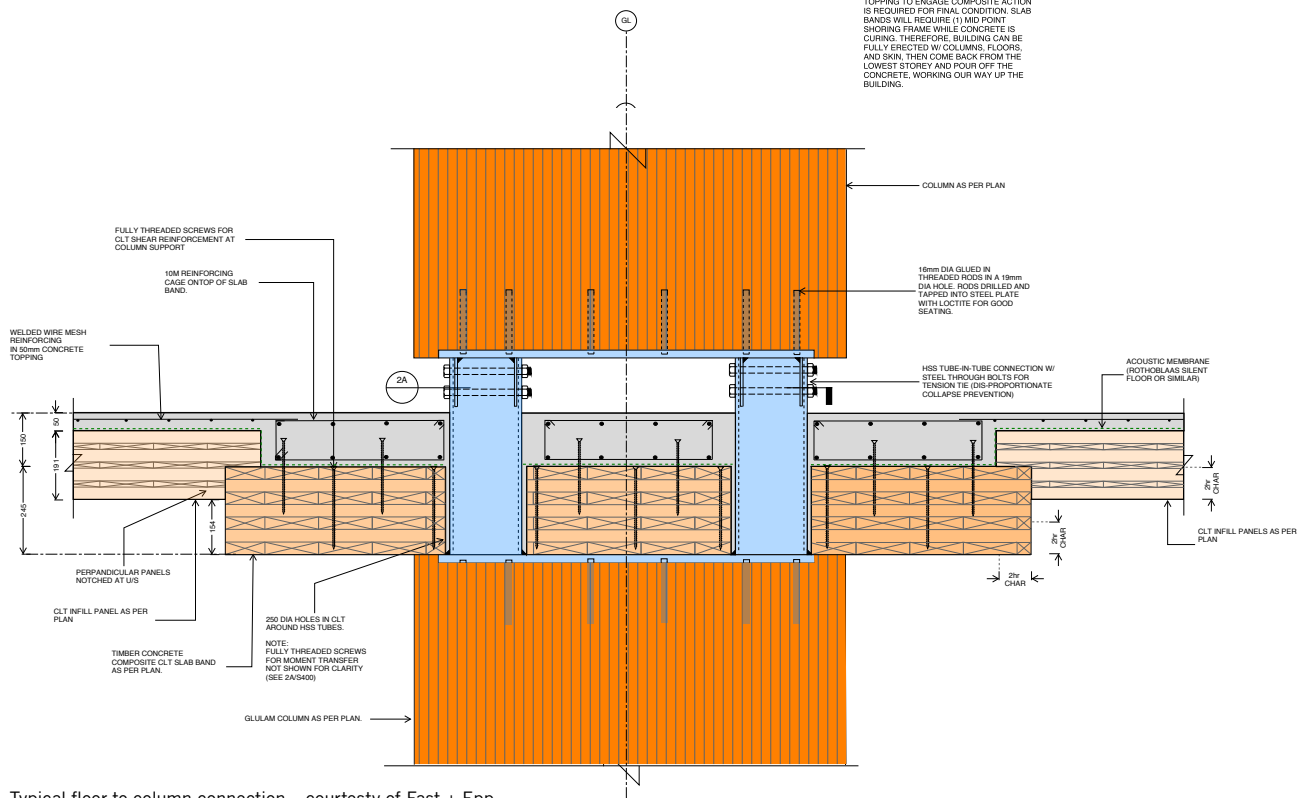 GL
TOPPING TO ENGAGE COMPOSITE ACTION
IS REQUIRED FOR FINAL CONDITION. SLAB
BANDS WILL REQUIRE (1) MID POINT
SHORING FRAME WHILE CONCRETE IS
CURING. THEREFORE, BUILDING CAN BE
FULLY ERECTED W/ COLUMNS, FLOORS,
AND SKIN, THEN COME BACK FROM THE
LOWEST STOREY AND POUR OFF THE
CONCRETE, WORKING OUR WAY UP THE
BUILDING.
COLUMN AS PER PLAN
FULLY THREADED SCREWS FOR
CLT SHEAR REINFORCEMENT AT
COLUMN SUPPORT
10M REINFORCING
CAGE ONTOP OF SLAB
BAND.
16mm DIA GLUED IN
THREADED RODS IN A 19mm
DIA HOLE. RODS DRILLED AND
TAPPED INTO STEEL PLATE
WITH LOCTITE FOR GOOD
SEATING.
WELDED WIRE MESH
REINFORCING
IN 50mm CONCRETE
TOPPING
2A
HSS TUBE-IN-TUBE CONNECTION W/
STEEL THROUGH BOLTS FOR
TENSION TIE (DIS-PROPORTIONATE
COLLAPSE PREVENTION)
ACOUSTIC MEMBRANE
(ROTHOBLAAS SILENT
FLOOR OR SIMILAR)
50
150
191
245
154
2hr
CHAR
2hr
CHAR
2hr
CHAR
CLT INFILL PANELS AS PER
PLAN
PERPANDICULAR PANELS
NOTCHED AT U/S
CLT INFILL PANEL AS PER
PLAN
TIMBER CONCRETE
COMPOSITE CLT SLAB BAND
AS PER PLAN.
250 DIA HOLES IN CLT
AROUND HSS TUBES.
NOTE:
FULLY THREADED SCREWS
FOR MOMENT TRANSFER
NOT SHOWN FOR CLARITY
(SEE 2A/S400)
GLULAM COLUMN AS PER PLAN.
Typical floor to column connection – courtesy of Fast + Epp